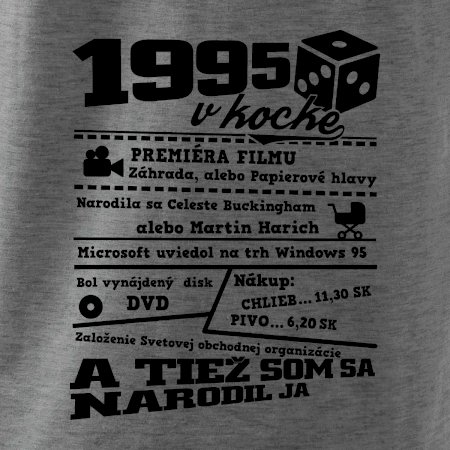 1995
v kocke
PREMIÉRA FILMU
Záhrada, alebo Papierové hlavy
Narodila sa Celeste Buckingham
alebo Martin Harich
Microsoft uviedol na trh Windows 95
Bol vynájdený disk
DVD
Nákup:
CHLIEB... 11,30 SK
PIVO... 6,20 SK
Založenie Svetovej obchodnej organizácie
A TIEŽ SOM SA
NARODIL JA